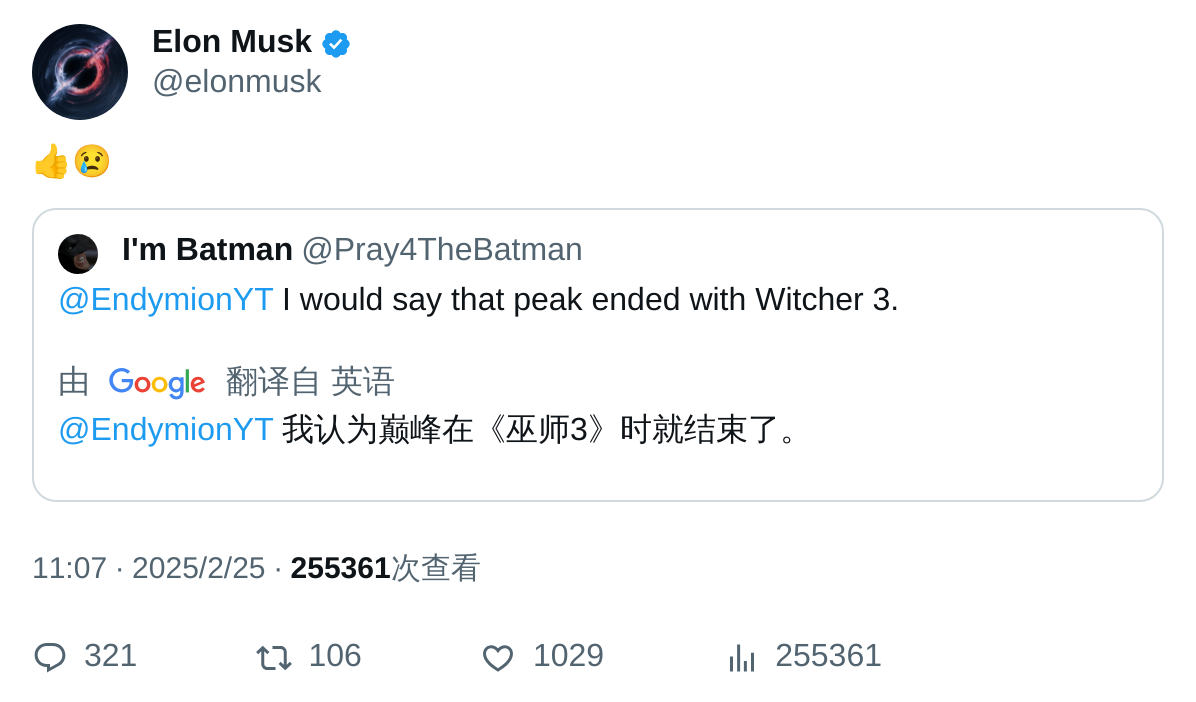 Elon Musk
@elonmusk
👍😢
I'm Batman @Pray4TheBatman
@EndymionYT I would say that peak ended with Witcher 3.
由 Google 翻译自 英语
@EndymionYT 我认为巅峰在《巫师3》时就结束了。
11:07 · 2025/2/25 · 255361次查看
321 106 1029 255361